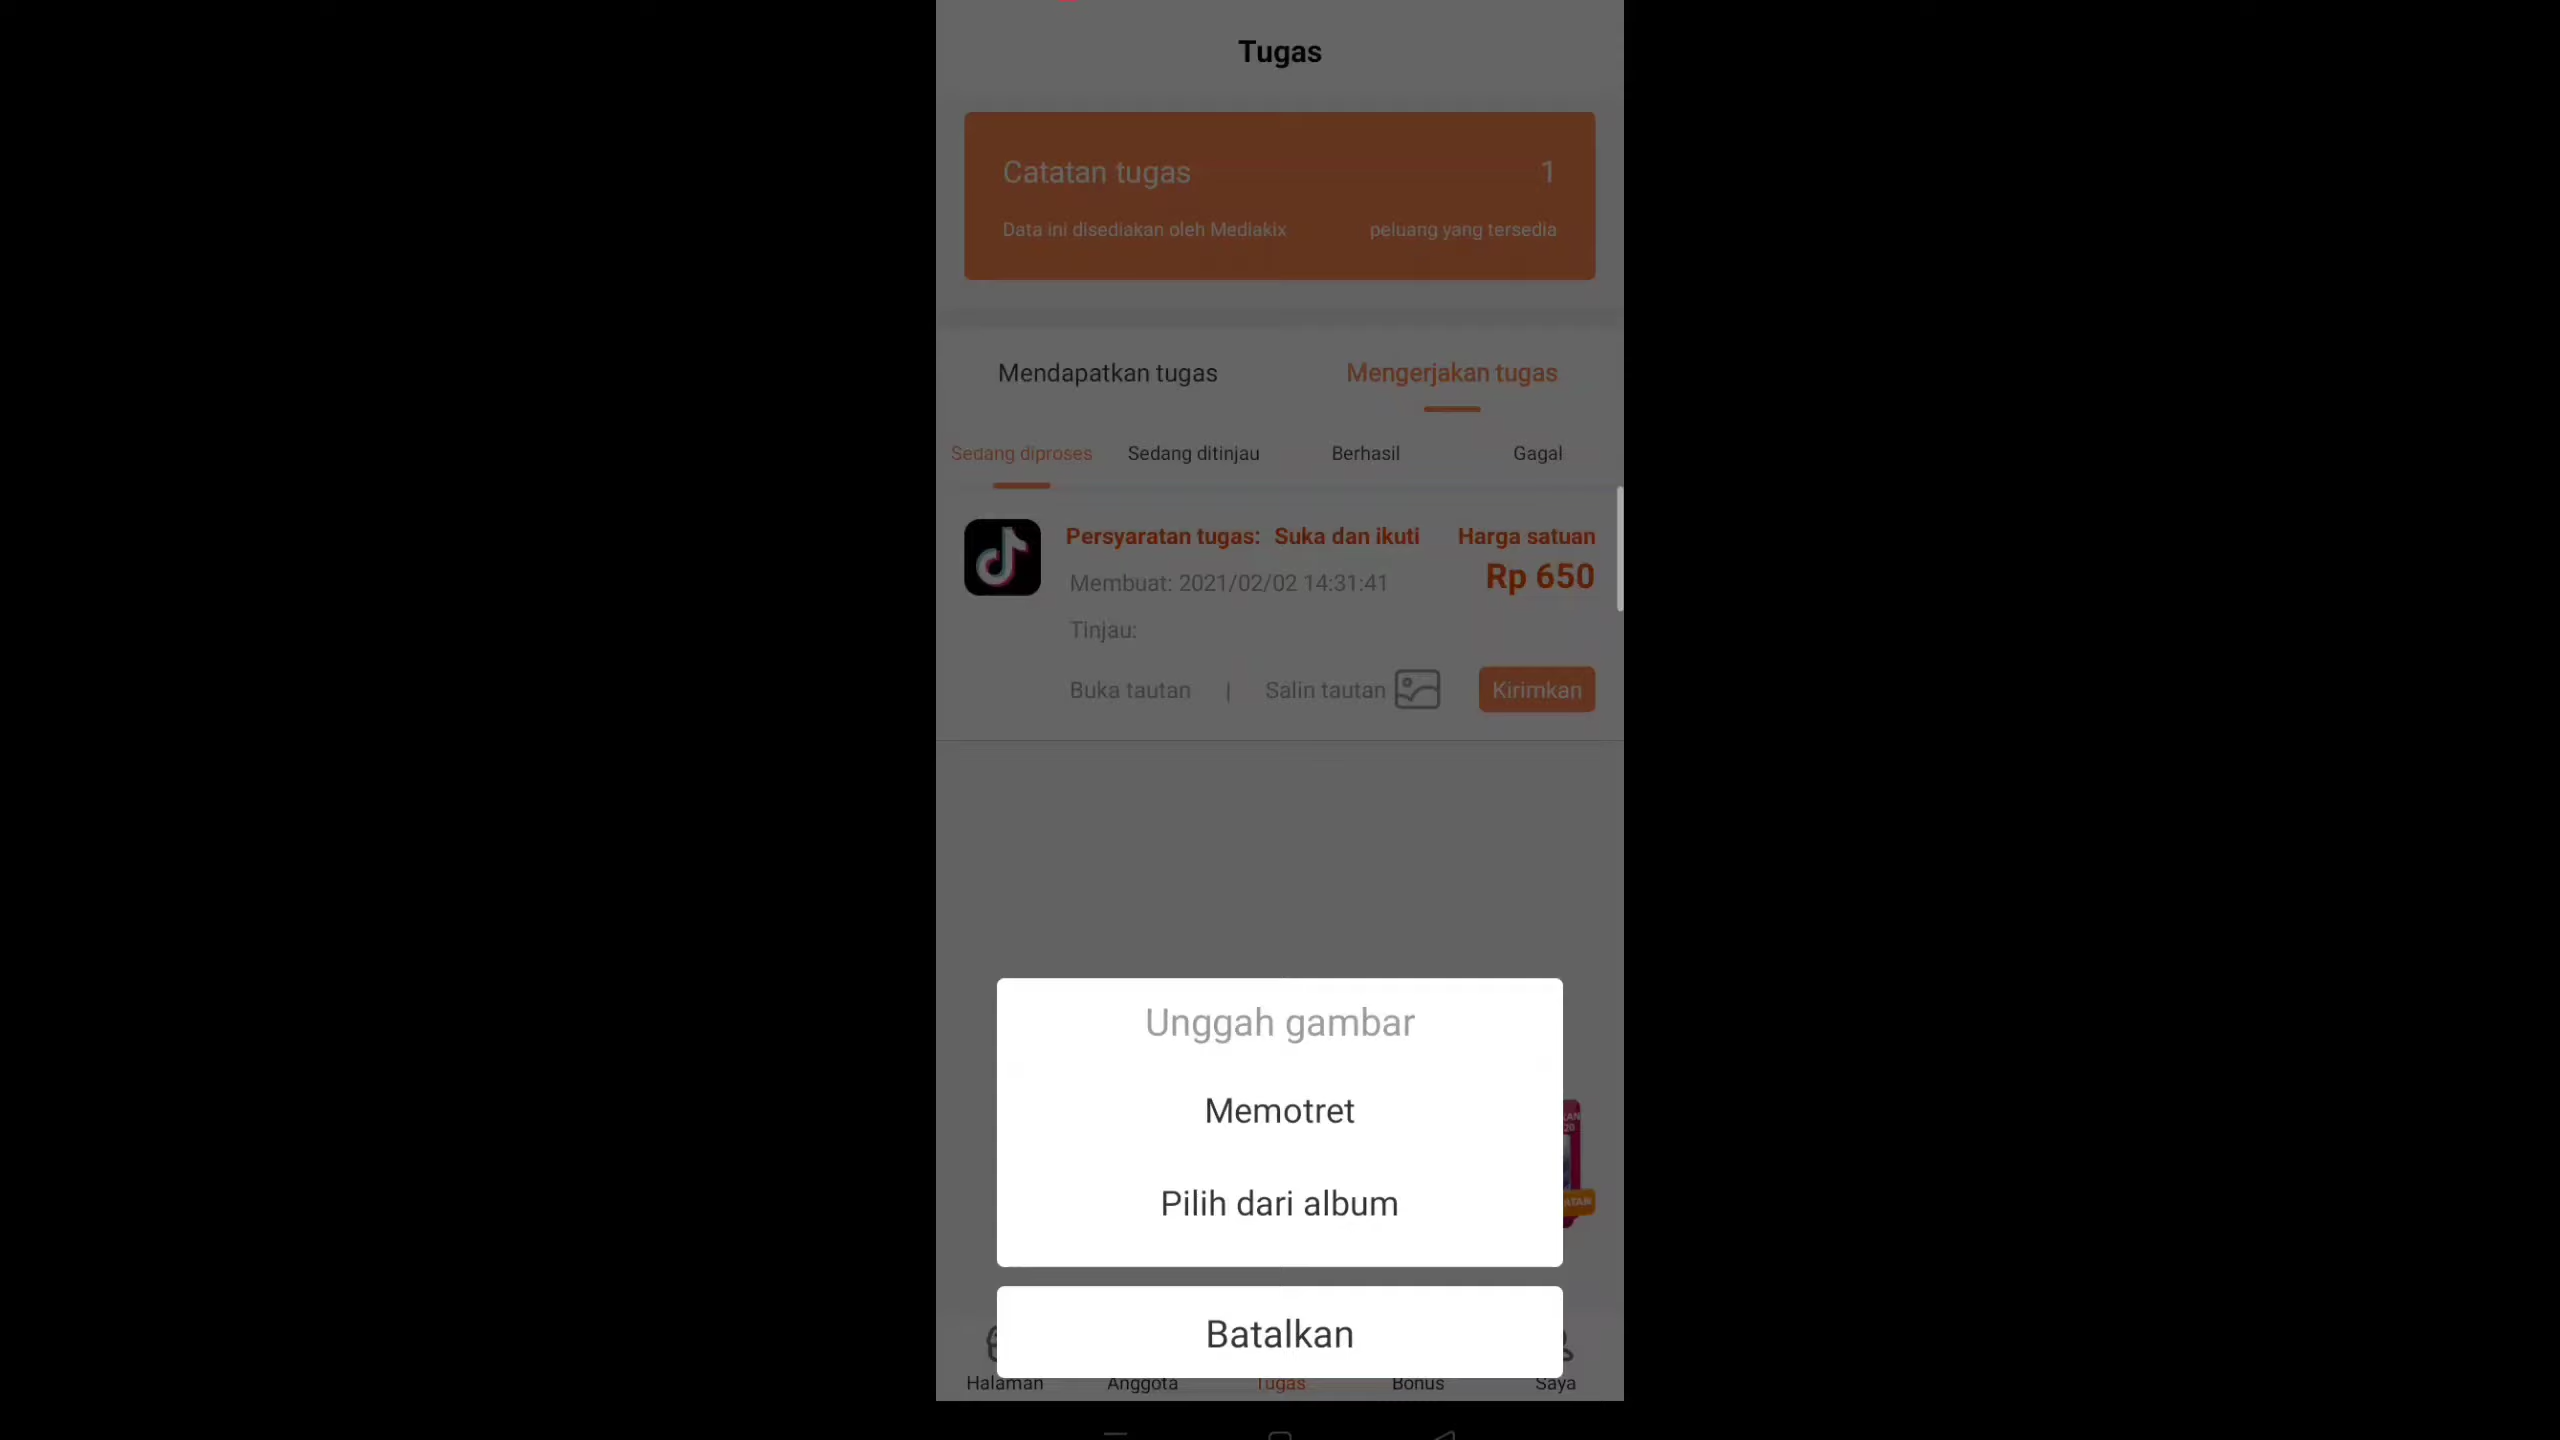 Tugas
Catatan tugas 1
Data ini disediakan oleh Mediakix peluang yang tersedia
Mendapatkan tugas Mengerjakan tugas
Sedang diproses Sedang ditinjau Berhasil Gagal
Persyaratan tugas: Suka dan ikuti Harga satuan
Membuat: 2021/02/02 14:31:41 Rp 650
Tinjau:
Buka tautan | Salin tautan Kirimkan
Unggah gambar
Memotret
Pilih dari album
Batalkan
Halaman Anggota Tugas Bonus Saya